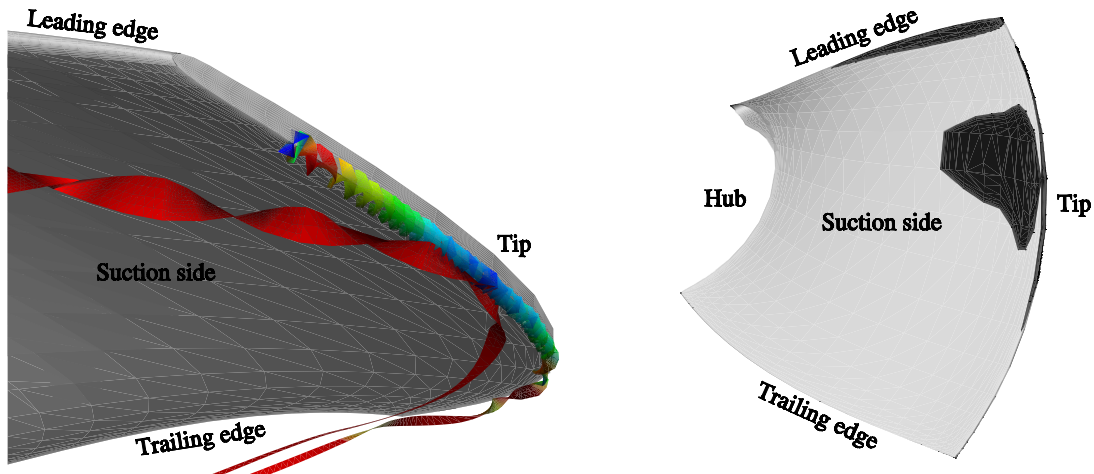 Leading edge
Tip
Suction side
Trailing edge
Leading edge
Hub
Suction side
Tip
Trailing edge